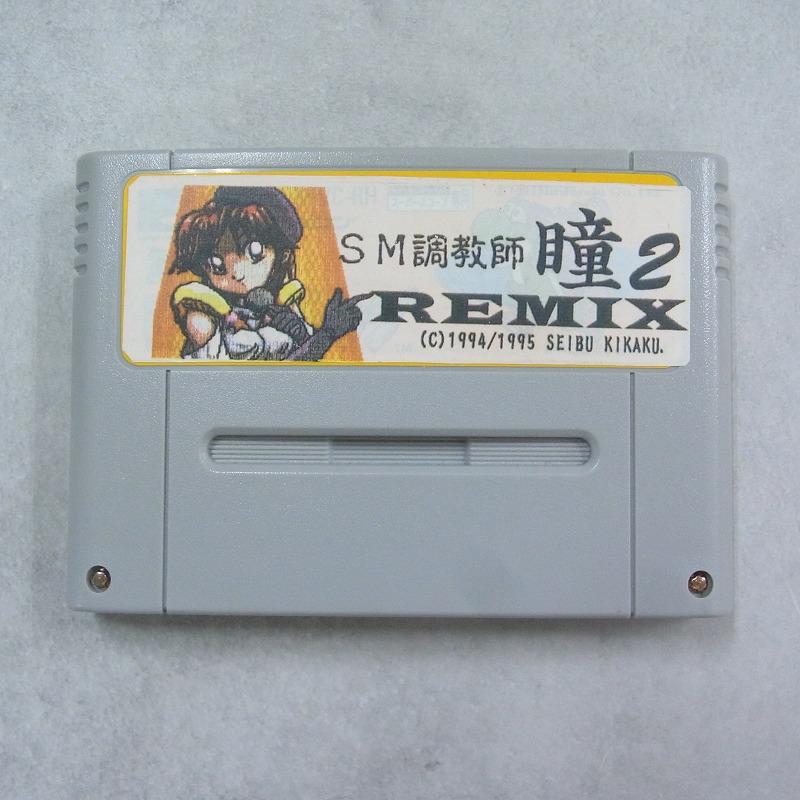 SM調教師 瞳2
REMIX
(C)1994/1995 SEIBU KIKAKU.